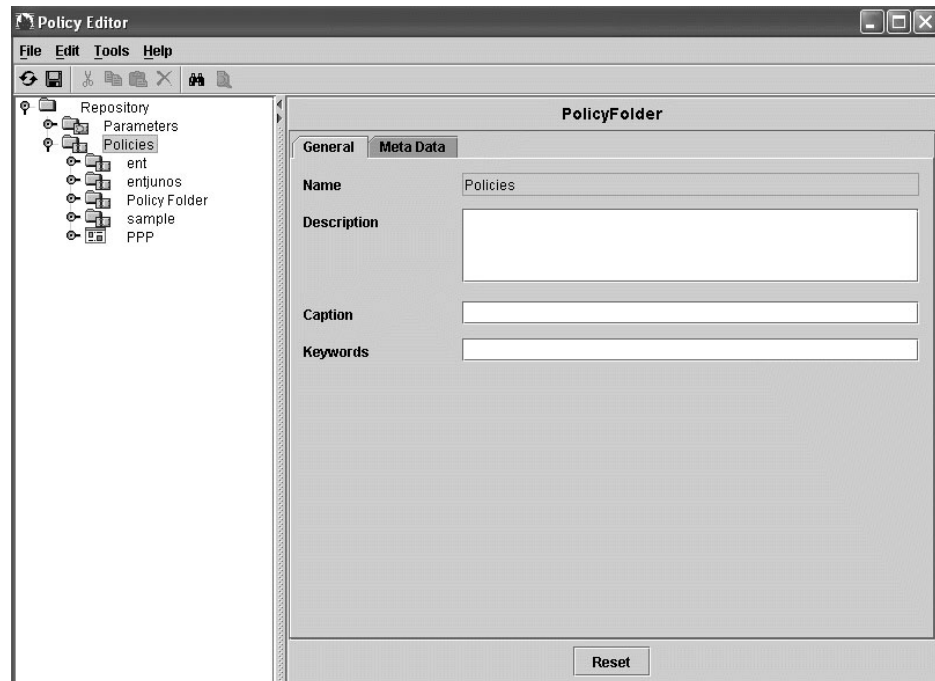 Policy Editor
File Edit Tools Help
Repository
Parameters
Policies
ent
entjunos
Policy Folder
sample
PPP
PolicyFolder
General Meta Data
Name Policies
Description
Caption
Keywords
Reset